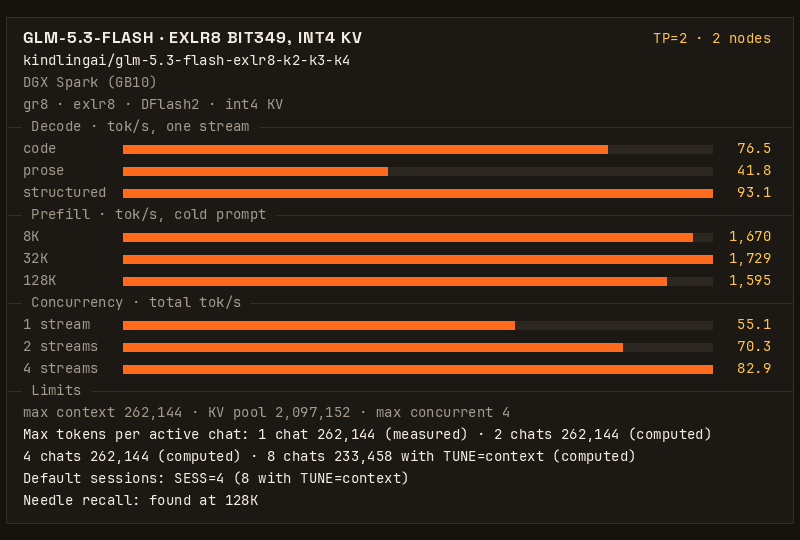 GLM-5.3-FLASH · EXLR8 BIT349, INT4 KV
TP=2 · 2 nodes
kindlingai/glm-5.3-flash-exlr8-k2-k3-k4
DGX Spark (GB10)
gr8 · exlr8 · DFlash2 · int4 KV
Decode · tok/s, one stream
code 76.5
prose 41.8
structured 93.1
Prefill · tok/s, cold prompt
8K 1,670
32K 1,729
128K 1,595
Concurrency · total tok/s
1 stream 55.1
2 streams 70.3
4 streams 82.9
Limits
max context 262,144 · KV pool 2,097,152 · max concurrent 4
Max tokens per active chat: 1 chat 262,144 (measured) · 2 chats 262,144 (computed)
4 chats 262,144 (computed) · 8 chats 233,458 with TUNE=context (computed)
Default sessions: SESS=4 (8 with TUNE=context)
Needle recall: found at 128K